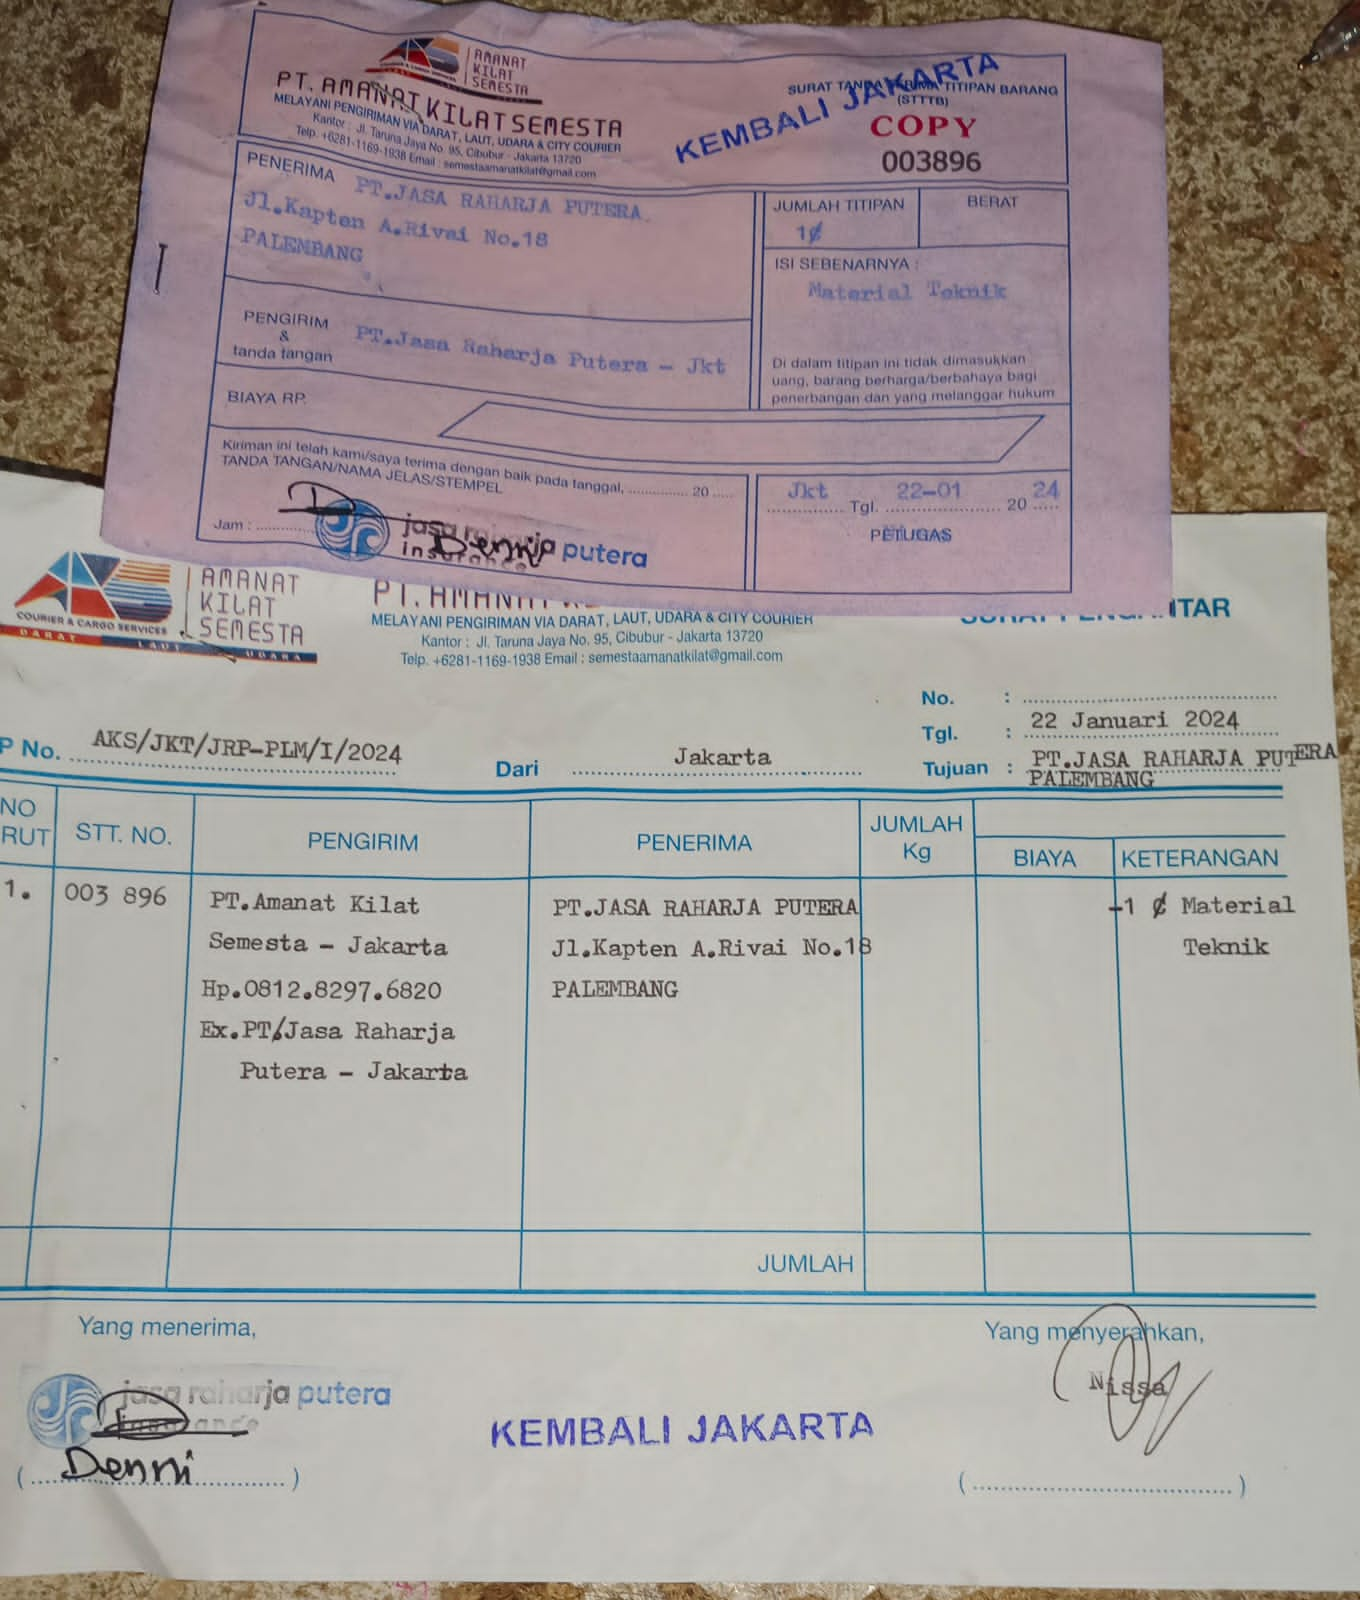 AMANAT
KILAT
SEMESTA
COURIER & CARGO SERVICES
PT. AMANAT KILAT SEMESTA
MELAYANI PENGIRIMAN VIA DARAT, LAUT, UDARA & CITY COURIER
Kantor : Jl. Taruna Jaya No. 95, Cibubur - Jakarta 13720
Telp. +6281-1169-1938 Email : semestaamanatkilat@gmail.com
KEMBALI JAKARTA
SURAT TANDA TERIMA TITIPAN BARANG
(STTTB)
COPY
003896
PENERIMA PT.JASA RAHARJA PUTERA
Jl.Kapten A.Rivai No.18
PALEMBANG
JUMLAH TITIPAN
1₡
BERAT
ISI SEBENARNYA :
Material Teknik
PENGIRIM
&
tanda tangan
PT.Jasa Raharja Putera - Jkt
Di dalam titipan ini tidak dimasukkan
uang, barang berharga/berbahaya bagi
penerbangan dan yang melanggar hukum
BIAYA RP.
Kiriman ini telah kami/saya terima dengan baik pada tanggal, ............... 20 .....
TANDA TANGAN/NAMA JELAS/STEMPEL
Jam : ...............
jasa raharja putera
insurance
Denni
Jkt Tgl. 22-01 20 24
PETUGAS
AMANAT
KILAT
SEMESTA
COURIER & CARGO SERVICES
DARAT LAUT UDARA
PT. AMANAT
MELAYANI PENGIRIMAN VIA DARAT, LAUT, UDARA & CITY COURIER
Kantor : Jl. Taruna Jaya No. 95, Cibubur - Jakarta 13720
Telp. +6281-1169-1938 Email : semestaamanatkilat@gmail.com
SURAT PENGANTAR
No. :
Tgl. : 22 Januari 2024
Tujuan : PT.JASA RAHARJA PUTERA
PALEMBANG
P No. AKS/JKT/JRP-PLM/I/2024
Dari Jakarta
NO
RUT
STT. NO.
PENGIRIM
PENERIMA
JUMLAH
Kg
BIAYA
KETERANGAN
1.
003 896
PT.Amanat Kilat
Semesta - Jakarta
Hp.0812.8297.6820
Ex.PT/Jasa Raharja
Putera - Jakarta
PT.JASA RAHARJA PUTERA
Jl.Kapten A.Rivai No.18
PALEMBANG
-1 ₡ Material
Teknik
JUMLAH
Yang menerima,
jasa raharja putera
insurance
Denni
KEMBALI JAKARTA
Yang menyerahkan,
Nissa